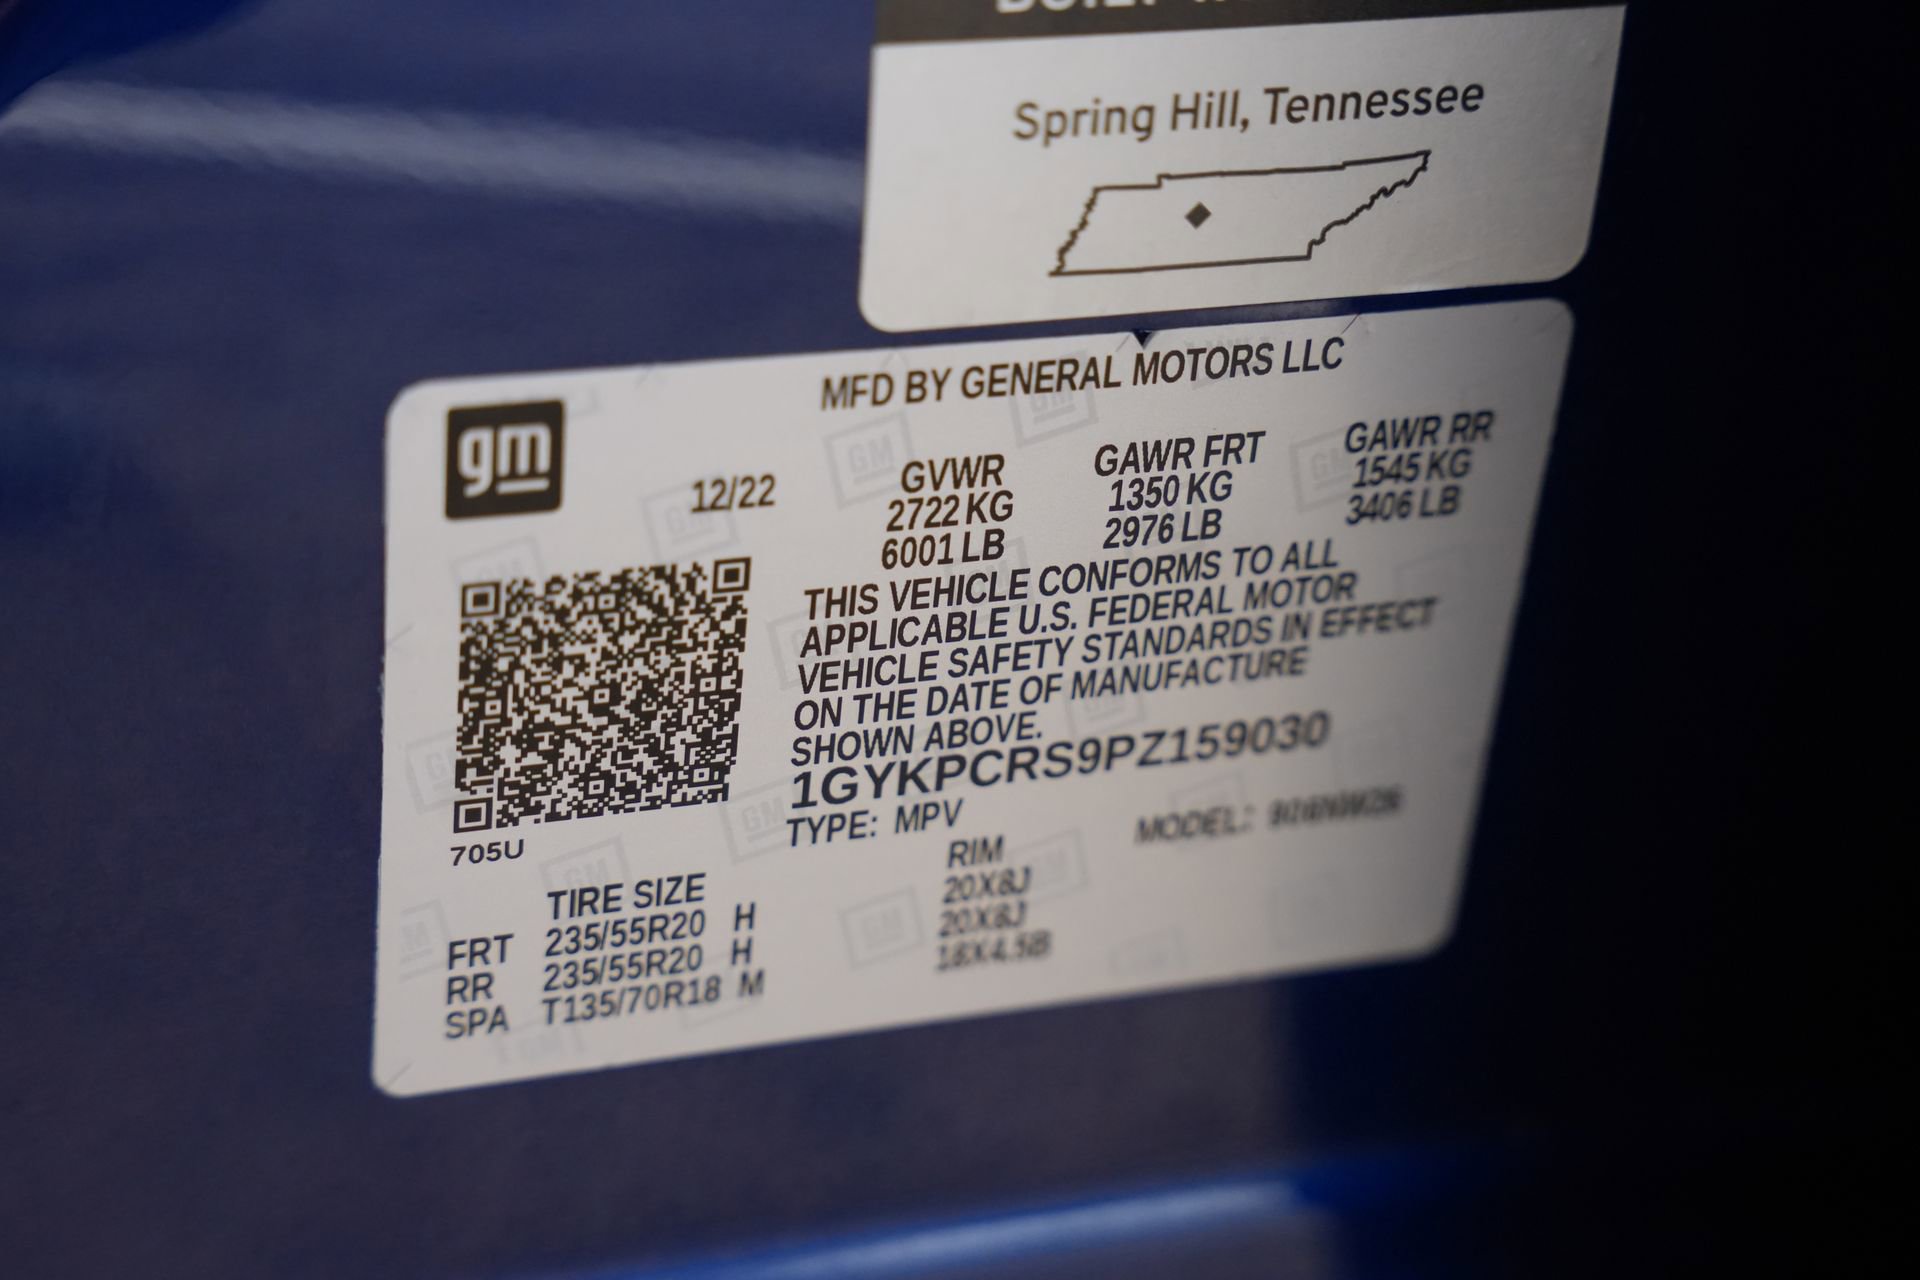 Spring Hill, Tennessee
MFD BY GENERAL MOTORS LLC
gm
12/22
GVWR
2722 KG
6001 LB
GAWR FRT
1350 KG
2976 LB
GAWR RR
1545 KG
3406 LB
THIS VEHICLE CONFORMS TO ALL
APPLICABLE U.S. FEDERAL MOTOR
VEHICLE SAFETY STANDARDS IN EFFECT
ON THE DATE OF MANUFACTURE
SHOWN ABOVE.
1GYKPCRS9PZ159030
TYPE: MPV
MODEL:
705U
TIRE SIZE RIM
FRT 235/55R20 H 20X8J
RR 235/55R20 H 20X8J
SPA T135/70R18 M 18X4.5B